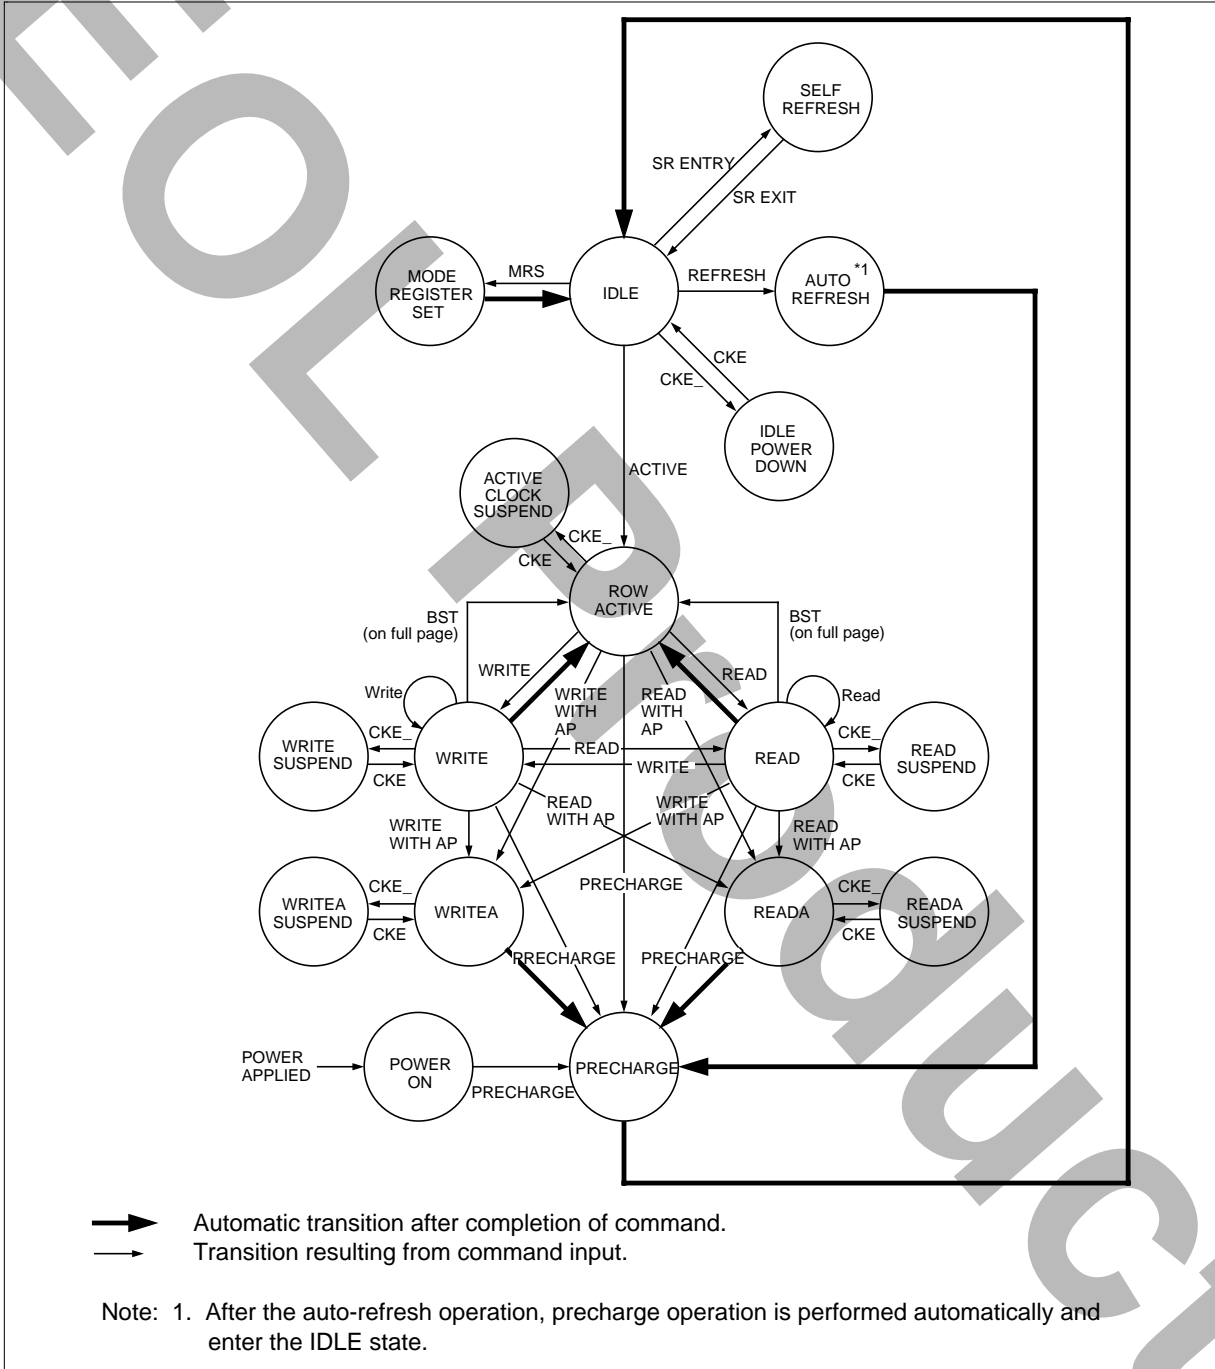 SELF
REFRESH
SR ENTRY
SR EXIT
MODE
REGISTER
SET
MRS
IDLE
REFRESH
AUTO *1
REFRESH
CKE
CKE_
IDLE
POWER
DOWN
ACTIVE
ACTIVE
CLOCK
SUSPEND
CKE_
CKE
ROW
ACTIVE
BST
(on full page)
BST
(on full page)
WRITE
READ
Write
WRITE
WITH
AP
READ
WITH
AP
Read
WRITE
SUSPEND
CKE_
CKE
WRITE
READ
WRITE
READ
CKE_
CKE
READ
SUSPEND
READ
WITH AP
WRITE
WITH AP
WRITE
WITH AP
READ
WITH AP
WRITEA
SUSPEND
CKE_
CKE
WRITEA
PRECHARGE
READA
CKE_
CKE
READA
SUSPEND
PRECHARGE
PRECHARGE
POWER
APPLIED
POWER
ON
PRECHARGE
PRECHARGE
Automatic transition after completion of command.
Transition resulting from command input.
Note: 1. After the auto-refresh operation, precharge operation is performed automatically and
enter the IDLE state.
EOL Product